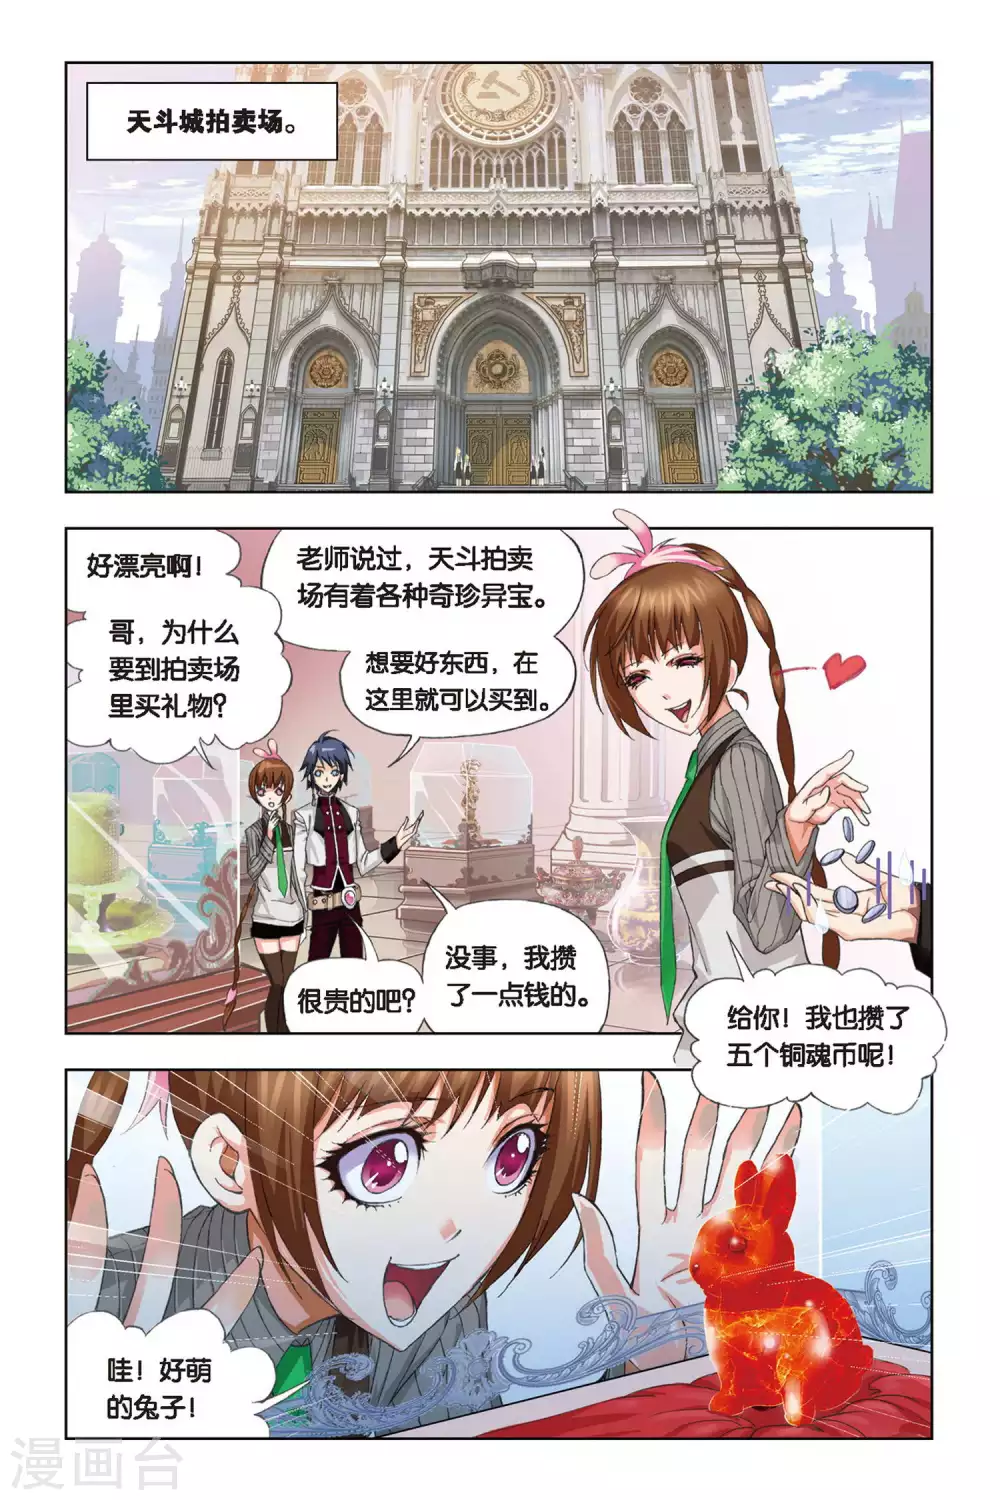 天斗城拍卖场。
好漂亮啊！
哥，为什么
要到拍卖场
里买礼物？
老师说过，天斗拍卖
场有着各种奇珍异宝。
想要好东西，在
这里就可以买到。
很贵的吧？
没事，我攒
了一点钱的。
给你！我也攒了
五个铜魂币呢！
哇！好萌
的兔子！
漫画台